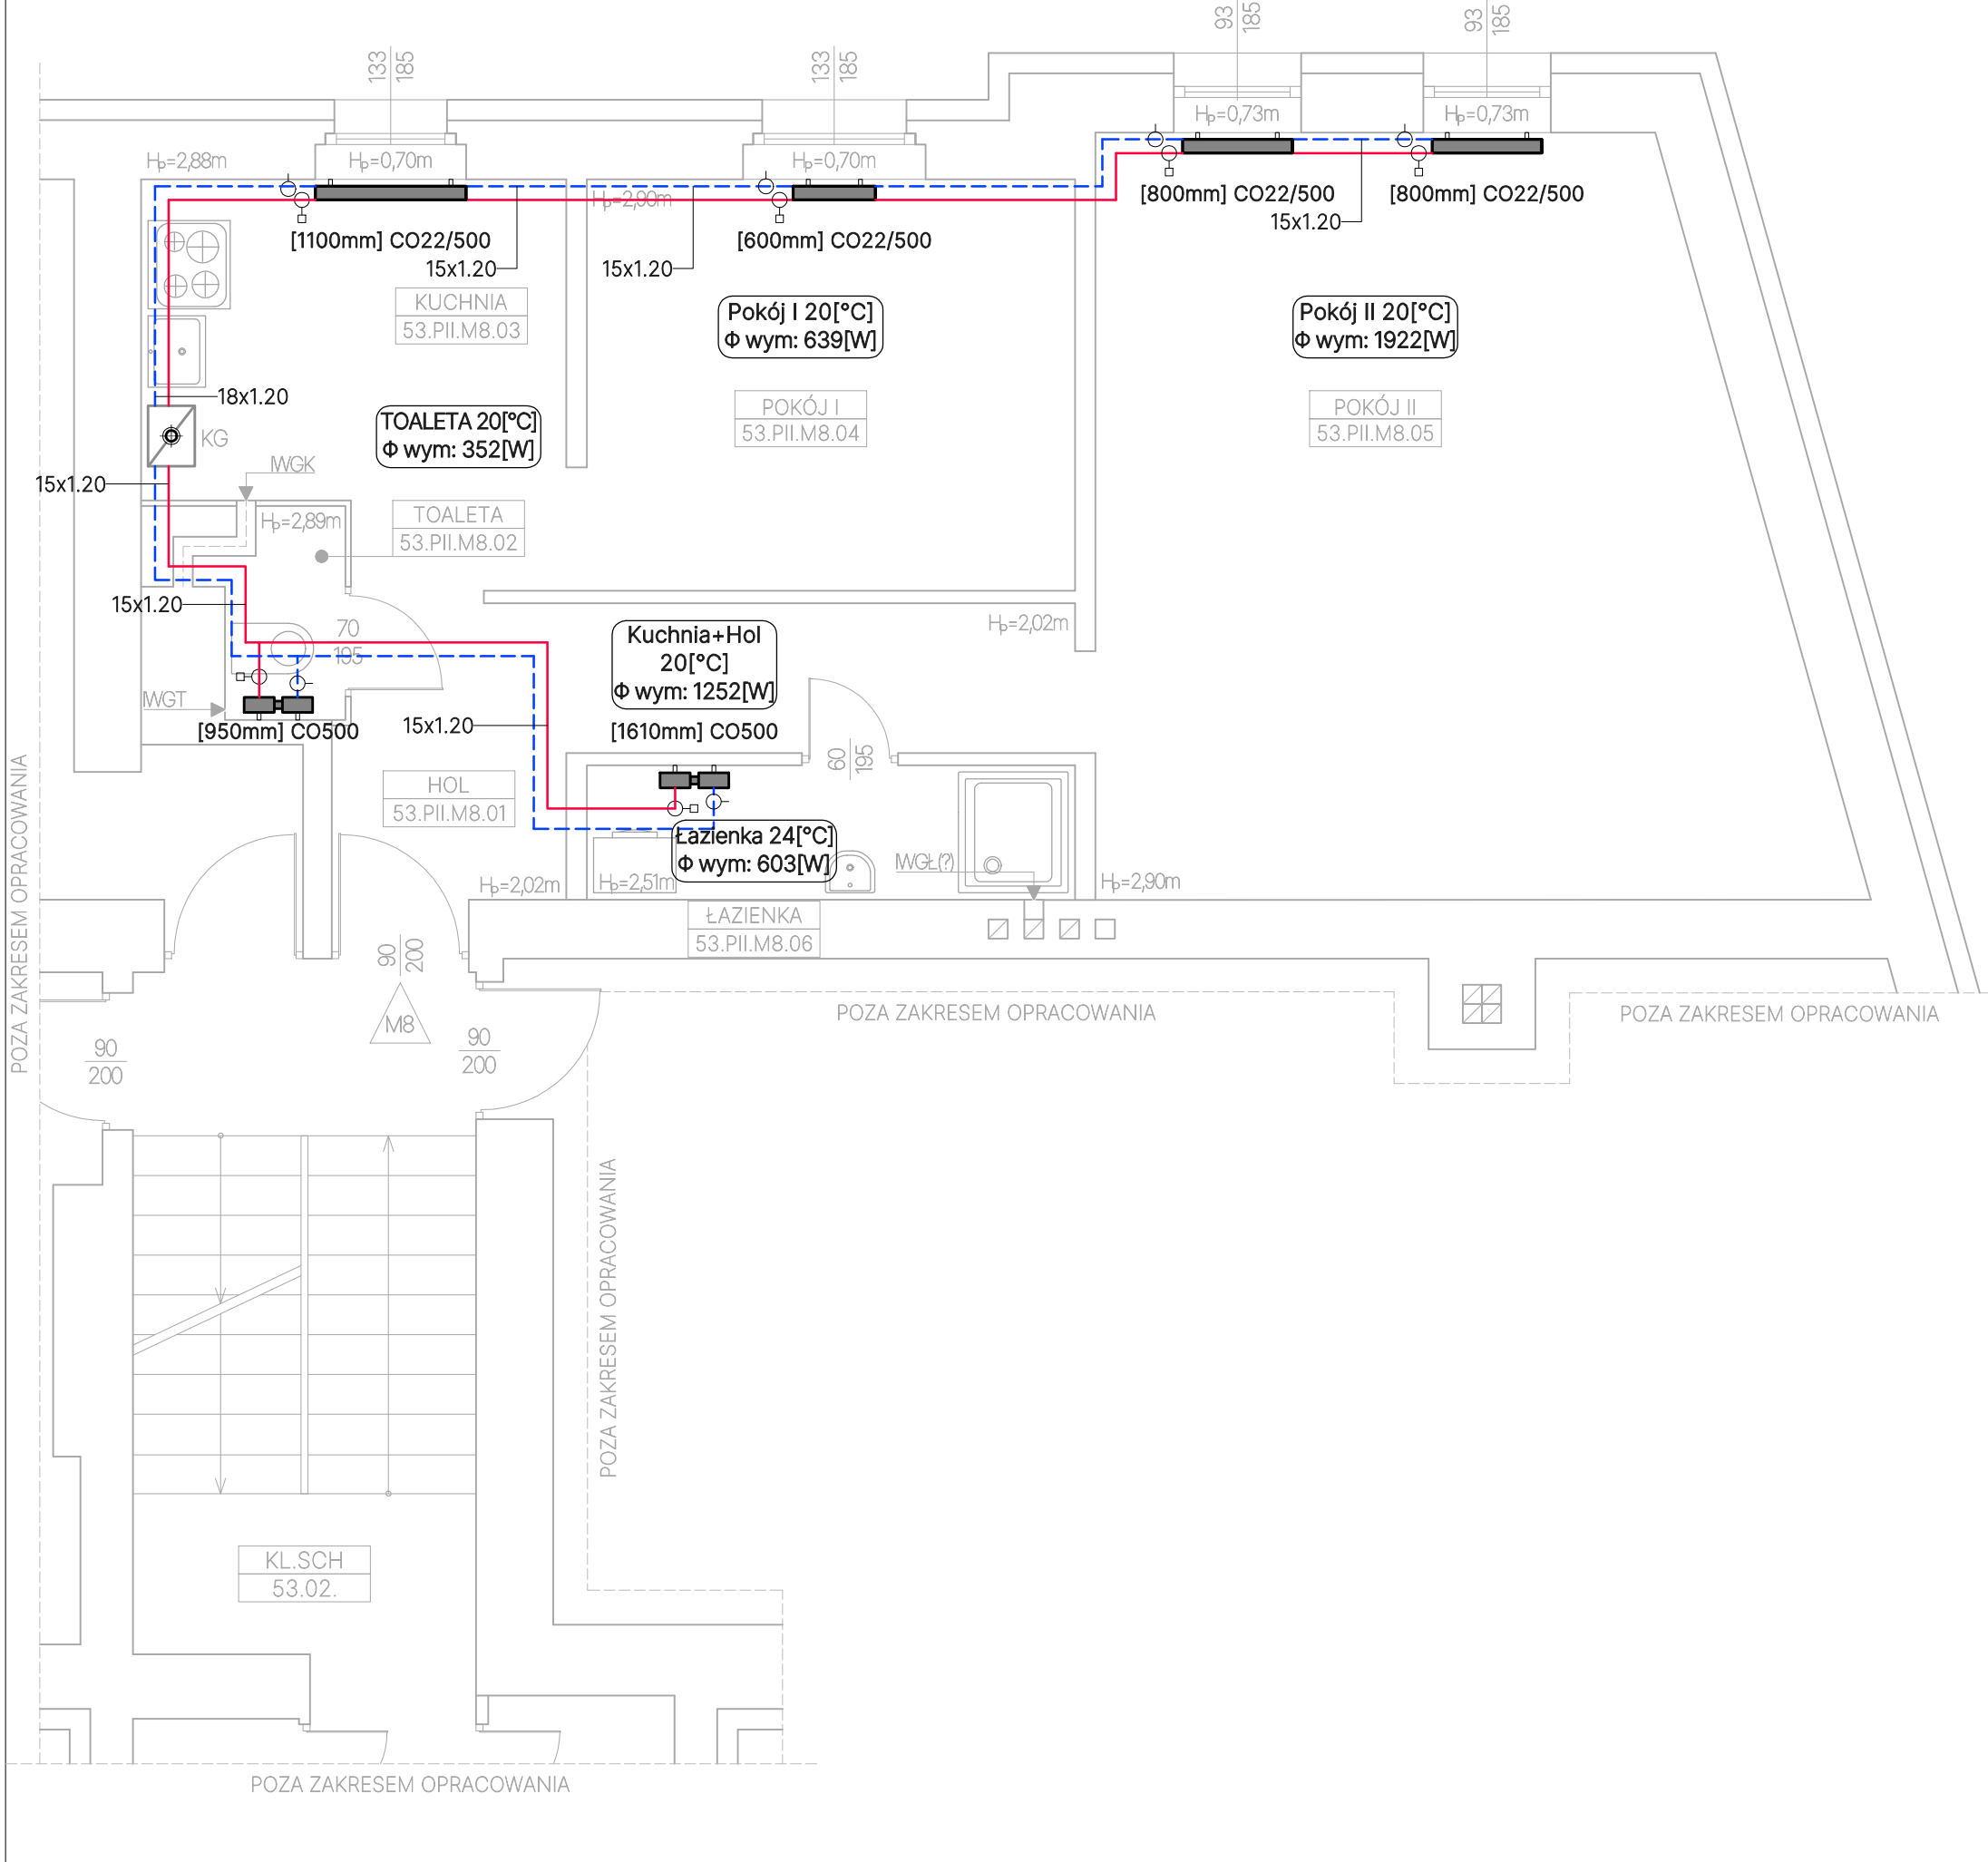 133
185
133
185
93
185
93
185
Hp=2,88m
Hp=0,70m
Hp=0,70m
Hp=0,73m
Hp=0,73m
Hp=2,90m
[1100mm] CO22/500
15x1.20
[600mm] CO22/500
15x1.20
[800mm] CO22/500
15x1.20
[800mm] CO22/500
KUCHNIA
53.PII.M8.03
Pokój I 20[°C]
Φ wym: 639[W]
Pokój II 20[°C]
Φ wym: 1922[W]
18x1.20
KG
TOALETA 20[°C]
Φ wym: 352[W]
POKÓJ I
53.PII.M8.04
POKÓJ II
53.PII.M8.05
IWGK
15x1.20
Hp=2,89m
TOALETA
53.PII.M8.02
15x1.20
70
195
Hp=2,02m
Kuchnia+Hol
20[°C]
Φ wym: 1252[W]
IWGT
[950mm] CO500
15x1.20
[1610mm] CO500
60
195
HOL
53.PII.M8.01
Łazienka 24[°C]
Φ wym: 603[W]
IWGŁ(?)
Hp=2,02m
Hp=2,51m
Hp=2,90m
ŁAZIENKA
53.PII.M8.06
POZA ZAKRESEM OPRACOWANIA
90
200
M8
90
200
90
200
POZA ZAKRESEM OPRACOWANIA
POZA ZAKRESEM OPRACOWANIA
POZA ZAKRESEM OPRACOWANIA
KL.SCH
53.02.
POZA ZAKRESEM OPRACOWANIA